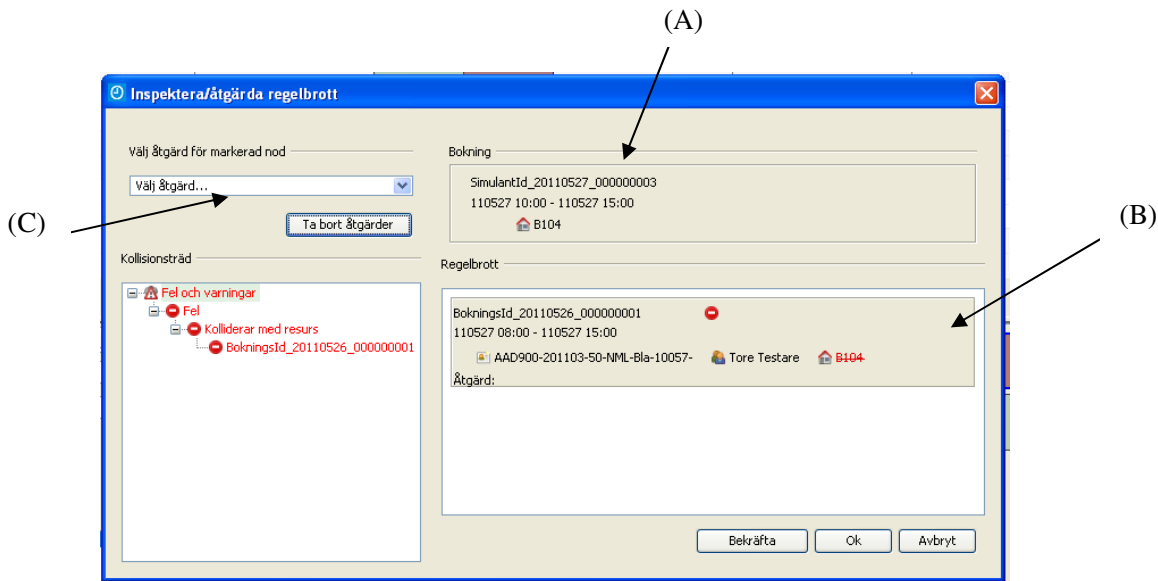 (A)
Inspektera/åtgärda regelbrott
Välj åtgärd för markerad nod
Välj åtgärd...
Ta bort åtgärder
(C)
Bokning
SimulantId_20110527_000000003
110527 10:00 - 110527 15:00
B104
(B)
Kollisionsträd
Fel och varningar
Fel
Kolliderar med resurs
BokningsId_20110526_000000001
Regelbrott
BokningsId_20110526_000000001
110527 08:00 - 110527 15:00
AAD900-201103-50-NML-Bla-10057- Tore Testare B104
Åtgärd:
Bekräfta Ok Avbryt